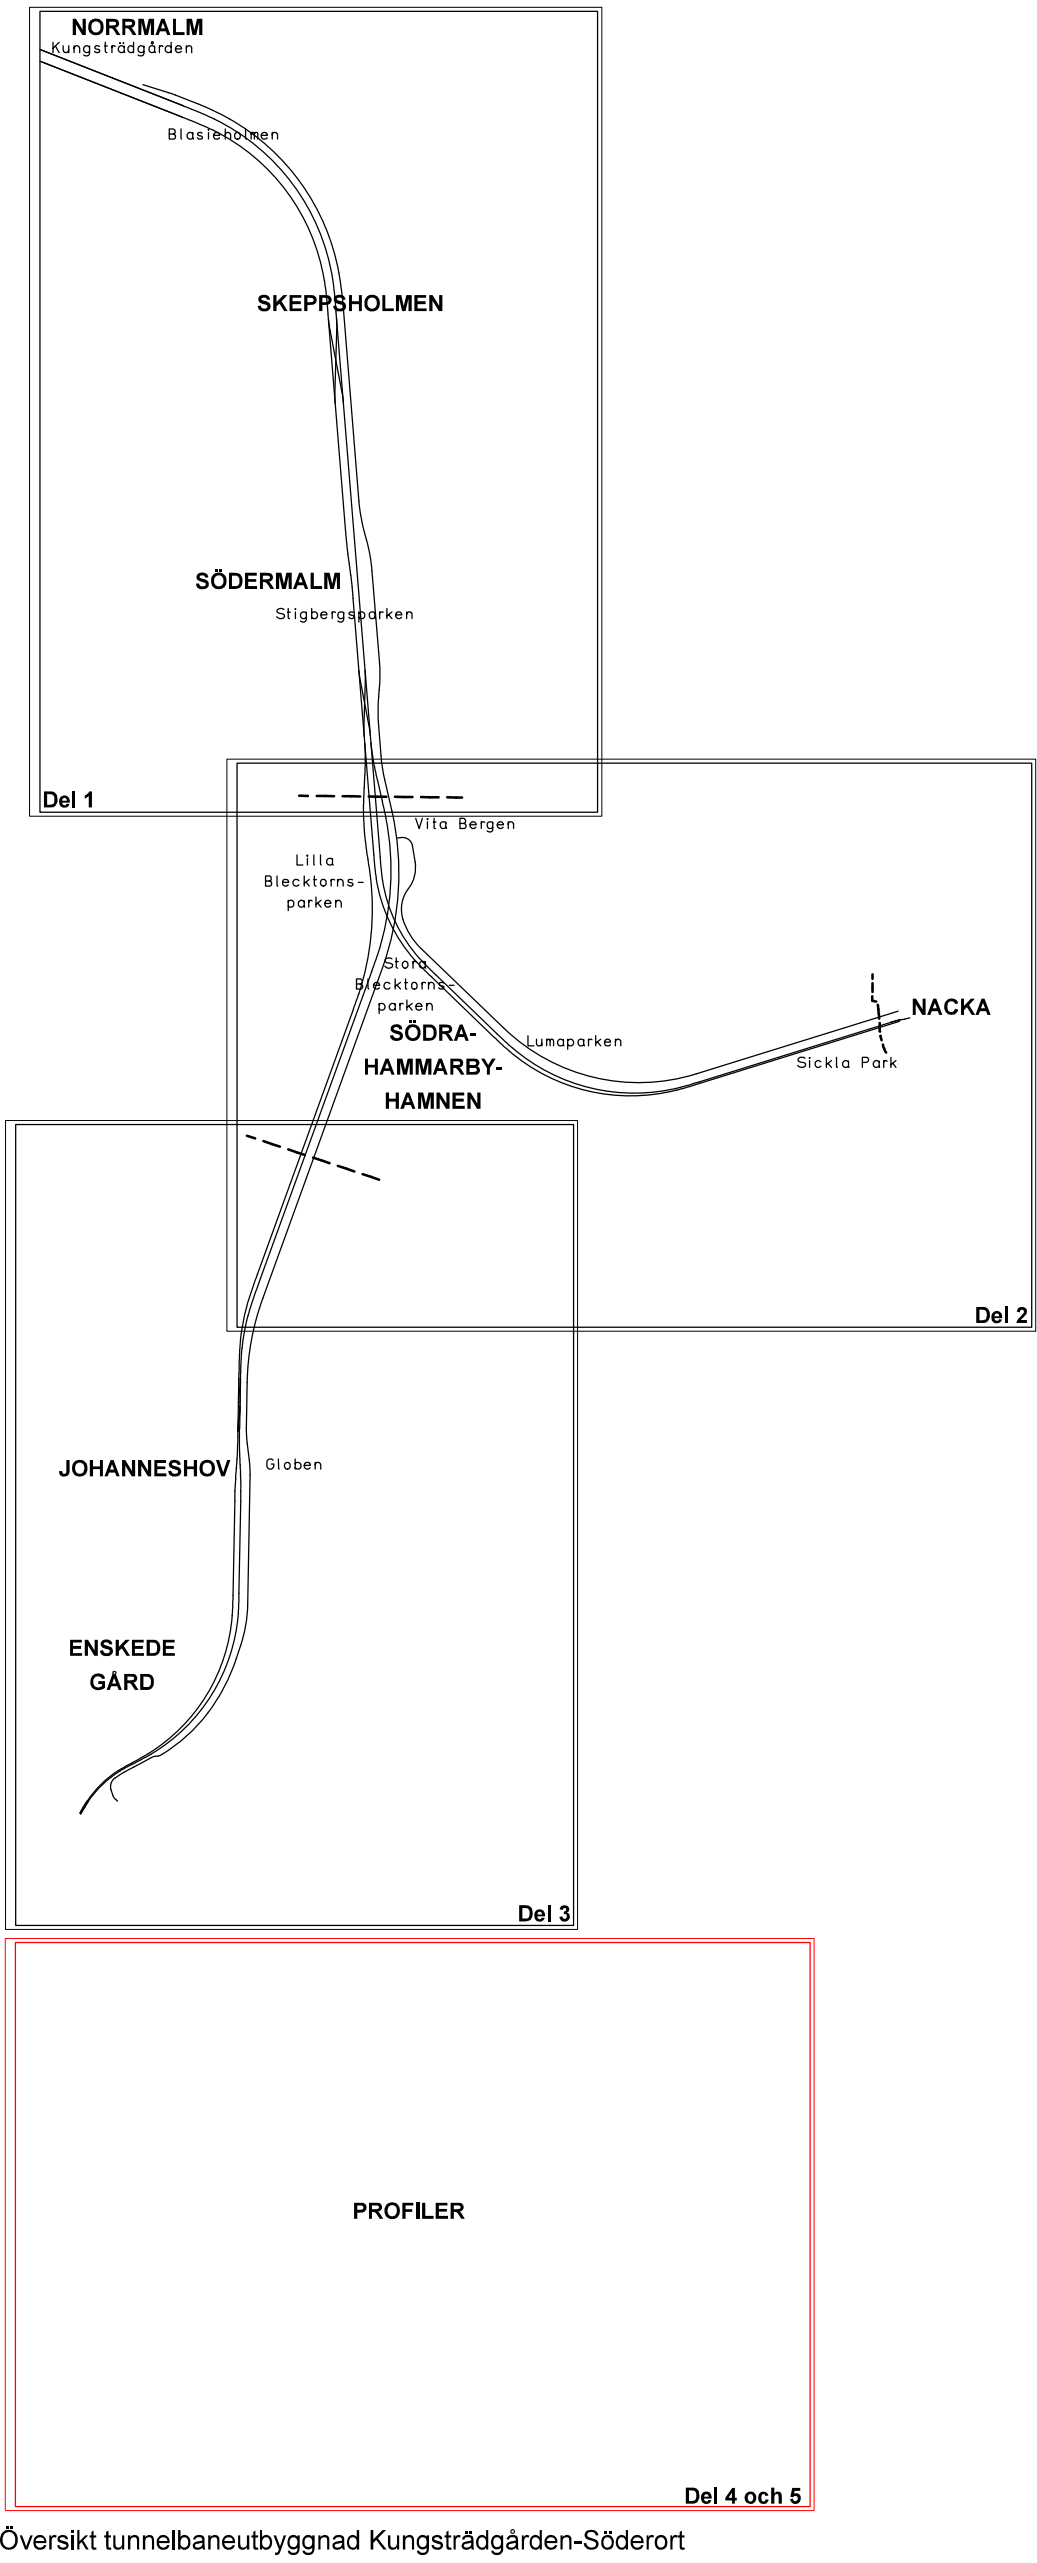 NORRMALM
Kungsträdgården
Blasieholmen
SKEPPSHOLMEN
SÖDERMALM
Stigbergsparken
Del 1
Vita Bergen
Lilla
Blecktorns-
parken
Stora
Blecktorns-
parken
NACKA
SÖDRA-
HAMMARBY-
HAMNEN
Lumaparken
Sickla Park
Del 2
JOHANNESHOV
Globen
ENSKEDE
GÅRD
Del 3
PROFILER
Del 4 och 5
Översikt tunnelbaneutbyggnad Kungsträdgården-Söderort